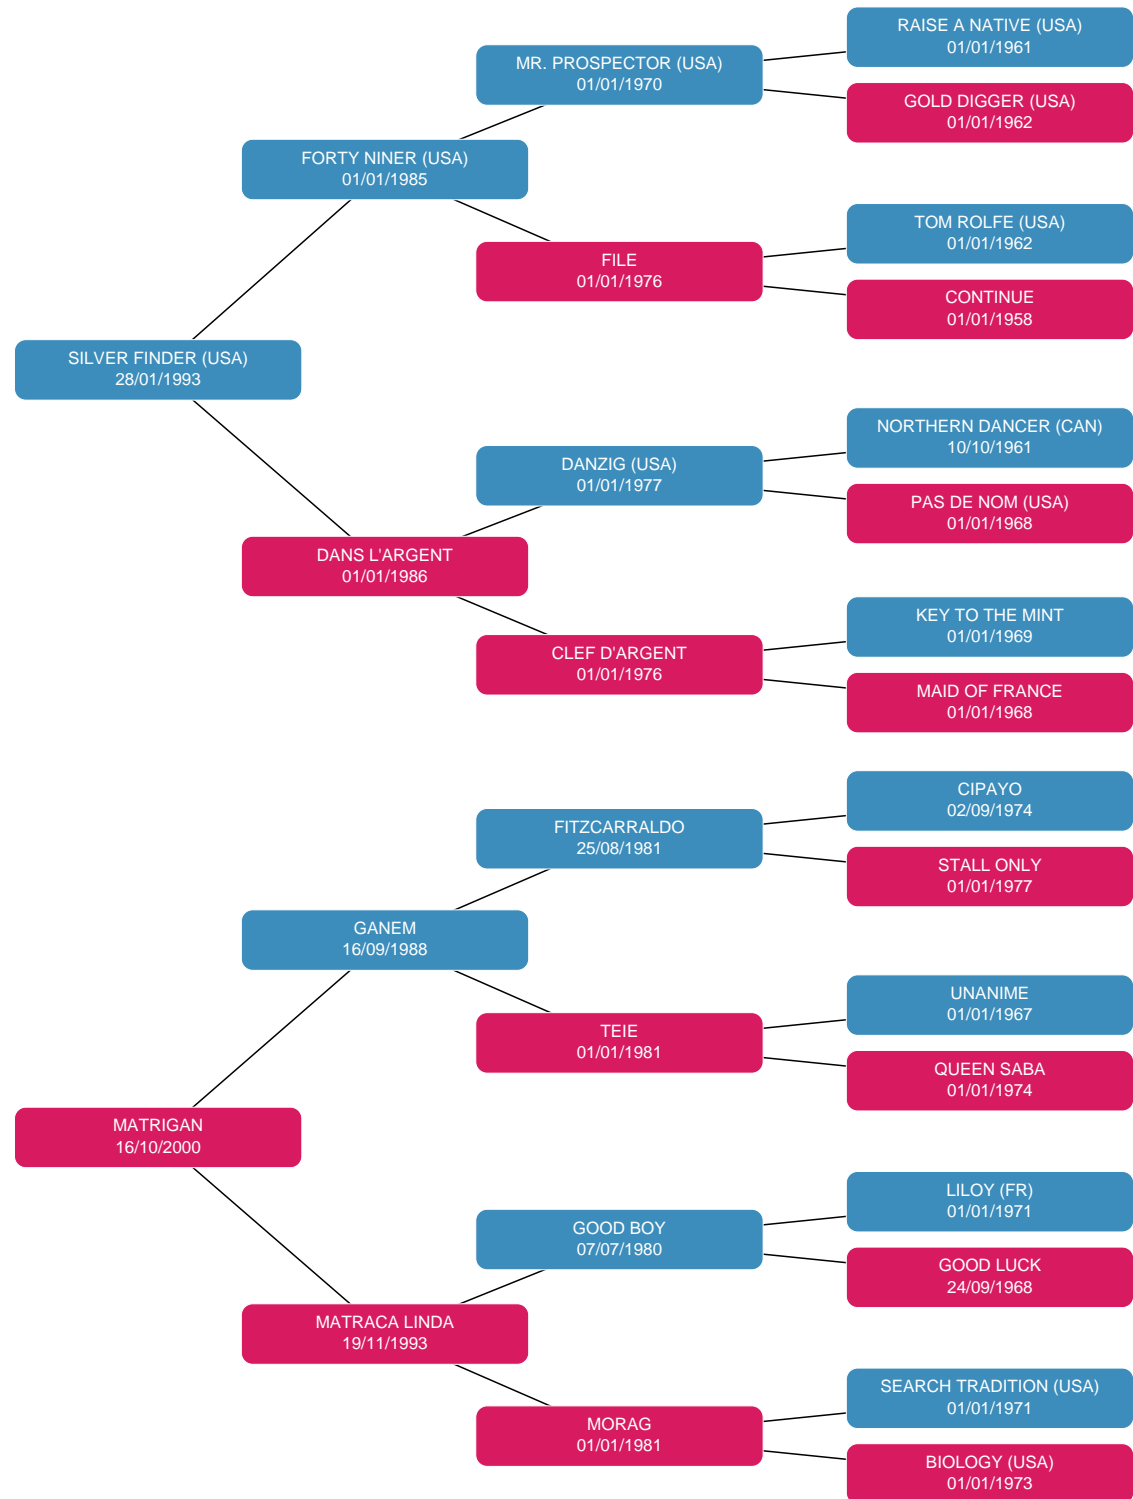 RAISE A NATIVE (USA)
01/01/1961
MR. PROSPECTOR (USA)
01/01/1970
GOLD DIGGER (USA)
01/01/1962
FORTY NINER (USA)
01/01/1985
TOM ROLFE (USA)
01/01/1962
FILE
01/01/1976
CONTINUE
01/01/1958
SILVER FINDER (USA)
28/01/1993
NORTHERN DANCER (CAN)
10/10/1961
DANZIG (USA)
01/01/1977
PAS DE NOM (USA)
01/01/1968
DANS L'ARGENT
01/01/1986
KEY TO THE MINT
01/01/1969
CLEF D'ARGENT
01/01/1976
MAID OF FRANCE
01/01/1968
CIPAYO
02/09/1974
FITZCARRALDO
25/08/1981
STALL ONLY
01/01/1977
GANEM
16/09/1988
UNANIME
01/01/1967
TEIE
01/01/1981
QUEEN SABA
01/01/1974
MATRIGAN
16/10/2000
LILOY (FR)
01/01/1971
GOOD BOY
07/07/1980
GOOD LUCK
24/09/1968
MATRACA LINDA
19/11/1993
SEARCH TRADITION (USA)
01/01/1971
MORAG
01/01/1981
BIOLOGY (USA)
01/01/1973